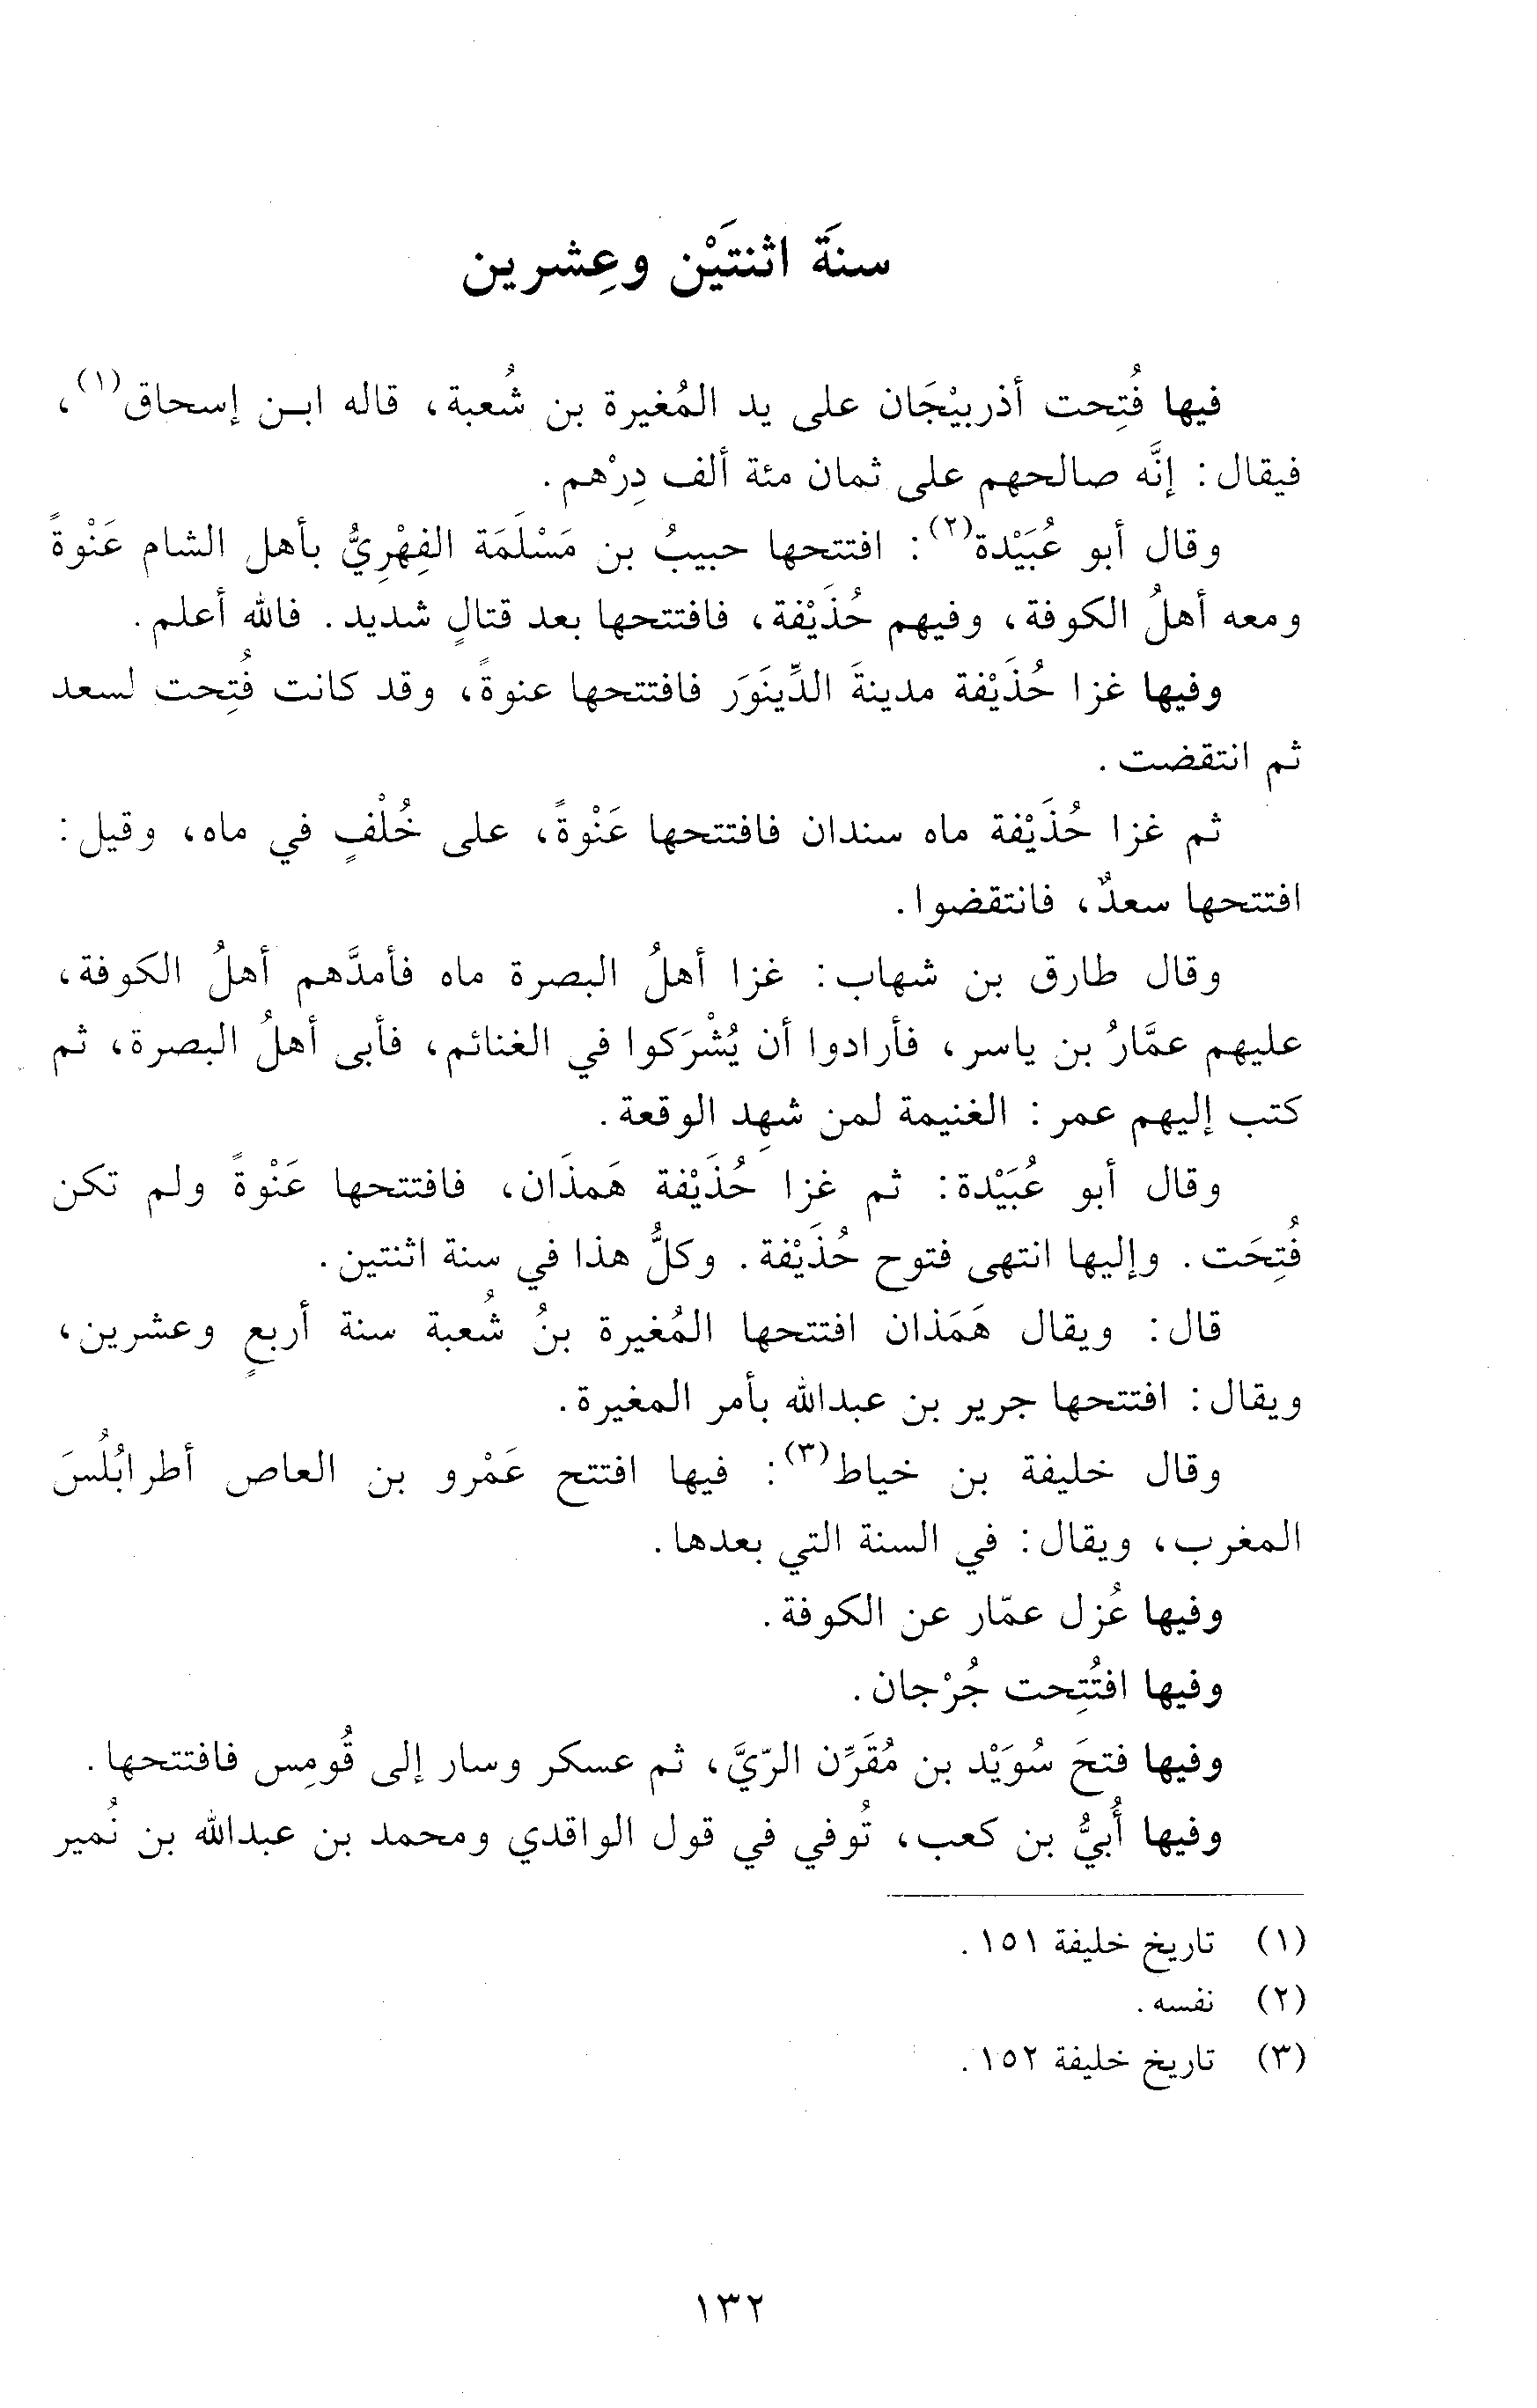 سنَةَ اثنتَيْن وعِشرين
فيها فُتِحت أذربيْجَان على يد المُغيرة بن شُعبة، قاله ابن إسحاق(١)،
فيقال: إنَّه صالحهم على ثمان مئة ألف دِرْهم.
وقال أبو عُبَيْدة(٢): افتتحها حبيبُ بن مَسْلَمَة الفِهْرِيُّ بأهل الشام عَنْوةً
ومعه أهلُ الكوفة، وفيهم حُذَيْفة، فافتتحها بعد قتالٍ شديد. فالله أعلم.
وفيها غزا حُذَيْفة مدينةَ الدِّينَوَر فافتتحها عنوةً، وقد كانت فُتِحت لسعد
ثم انتقضت.
ثم غزا حُذَيْفة ماه سندان فافتتحها عَنْوةً، على خُلْفٍ في ماه، وقيل:
افتتحها سعدٌ، فانتقضوا.
وقال طارق بن شهاب: غزا أهلُ البصرة ماه فأمدَّهم أهلُ الكوفة،
عليهم عمَّارُ بن ياسر، فأرادوا أن يُشْرَكوا في الغنائم، فأبى أهلُ البصرة، ثم
كتب إليهم عمر: الغنيمة لمن شهِد الوقعة.
وقال أبو عُبَيْدة: ثم غزا حُذَيْفة هَمذَان، فافتتحها عَنْوةً ولم تكن
فُتِحَت. وإليها انتهى فتوح حُذَيْفة. وكلُّ هذا في سنة اثنتين.
قال: ويقال هَمَذان افتتحها المُغيرة بنُ شُعبة سنة أربعٍ وعشرين،
ويقال: افتتحها جرير بن عبدالله بأمر المغيرة.
وقال خليفة بن خياط(٣): فيها افتتح عَمْرو بن العاص أطرابُلُسَ
المغرب، ويقال: في السنة التي بعدها.
وفيها عُزل عمّار عن الكوفة.
وفيها افتُتِحت جُرْجان.
وفيها فتحَ سُوَيْد بن مُقَرِّن الرّيَّ، ثم عسكر وسار إلى قُومِس فافتتحها.
وفيها أُبيُّ بن كعب، تُوفي في قول الواقدي ومحمد بن عبدالله بن نُمير
(١) تاريخ خليفة ١٥١.
(٢) نفسه.
(٣) تاريخ خليفة ١٥٢.
١٣٢